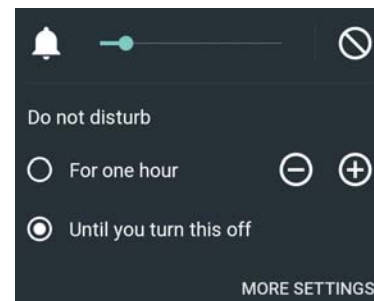 Do not disturb
For one hour
Until you turn this off
MORE SETTINGS